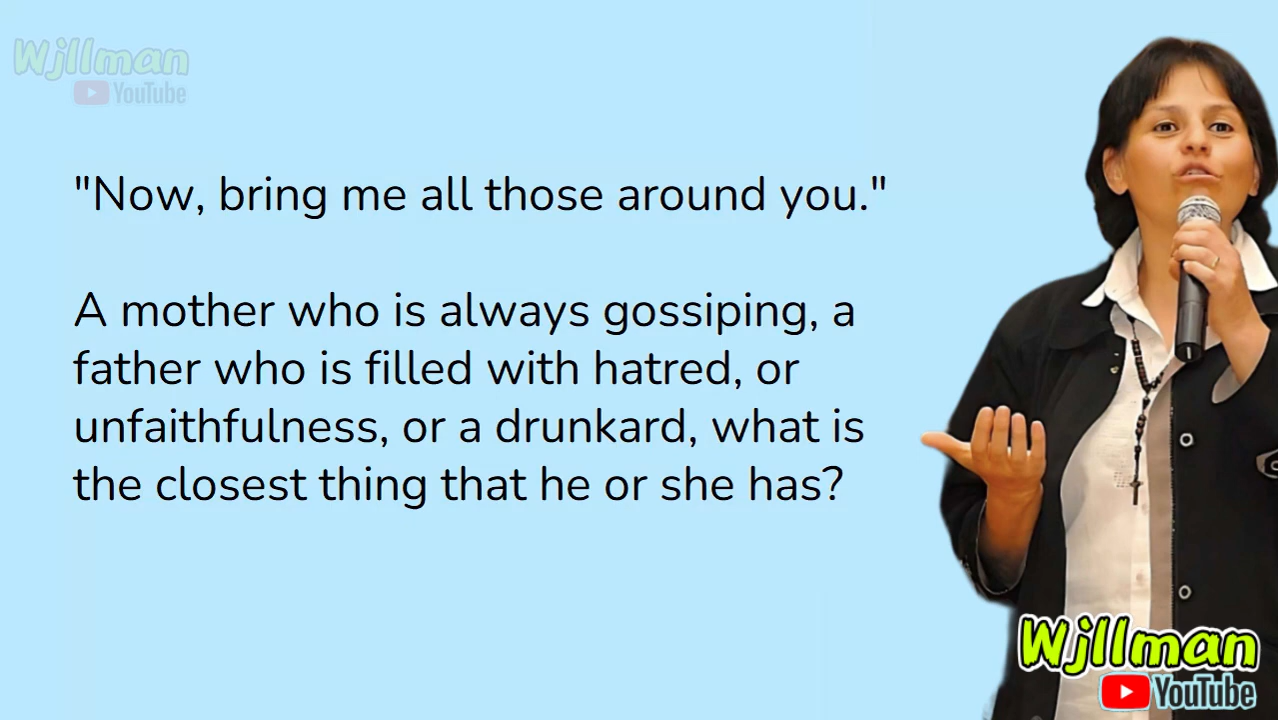 Wjllman
YouTube
"Now, bring me all those around you."
A mother who is always gossiping, a
father who is filled with hatred, or
unfaithfulness, or a drunkard, what is
the closest thing that he or she has?
Wjllman
YouTube